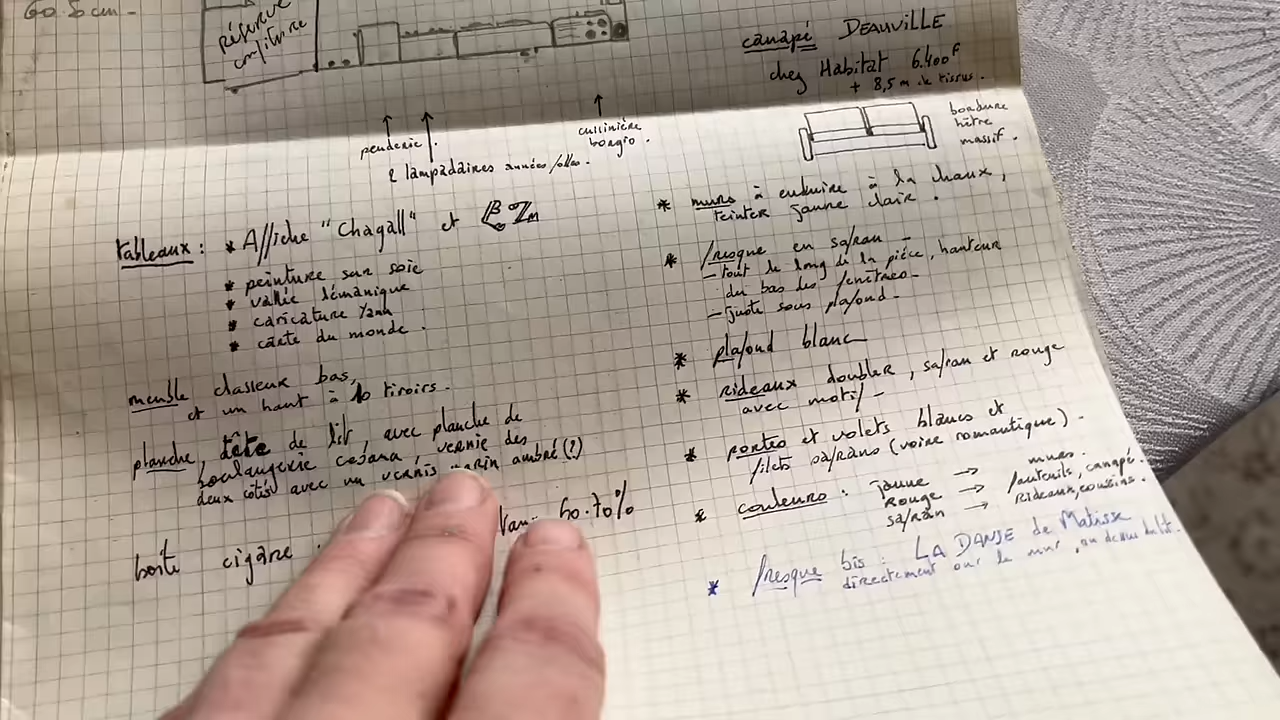 60.5cm-
réserve
confiture
canapé DEAUVILLE
chez Habitat 6.400F
+ 8,5 m de tissus.
bordure
hêtre
massif.
penderie.
2 lampadaires années folles.
cuisinière
tableaux : * Affiche "Chagall" et
* peinture sur soie
* vallée lémanique
* caricature Yank
* carte du monde.
meuble classeur bas,
et un haut à 10 tiroirs.
planche, tête de lit, avec planche de
boulangerie, vernie des
deux côtés avec un vernis marin ambré (?)
boîte cigare.
60.70%
* murs à enduire à la chaux,
teinter jaune clair.
* fresque en safran -
- tout le long de la pièce, hauteur
du bas des fenêtres -
- juste sous plafond -
* plafond blanc
* RIDEAUX doubler, safran et rouge
avec motif -
* portes et volets blancs et
filets safrans (voire romantique).
* couleurs : jaune → murs.
rouge → fauteuils, canapé.
safran → Rideaux, coussins.
* fresque bis : LA DANSE de Matisse
directement sur le mur, au dessus du lit.